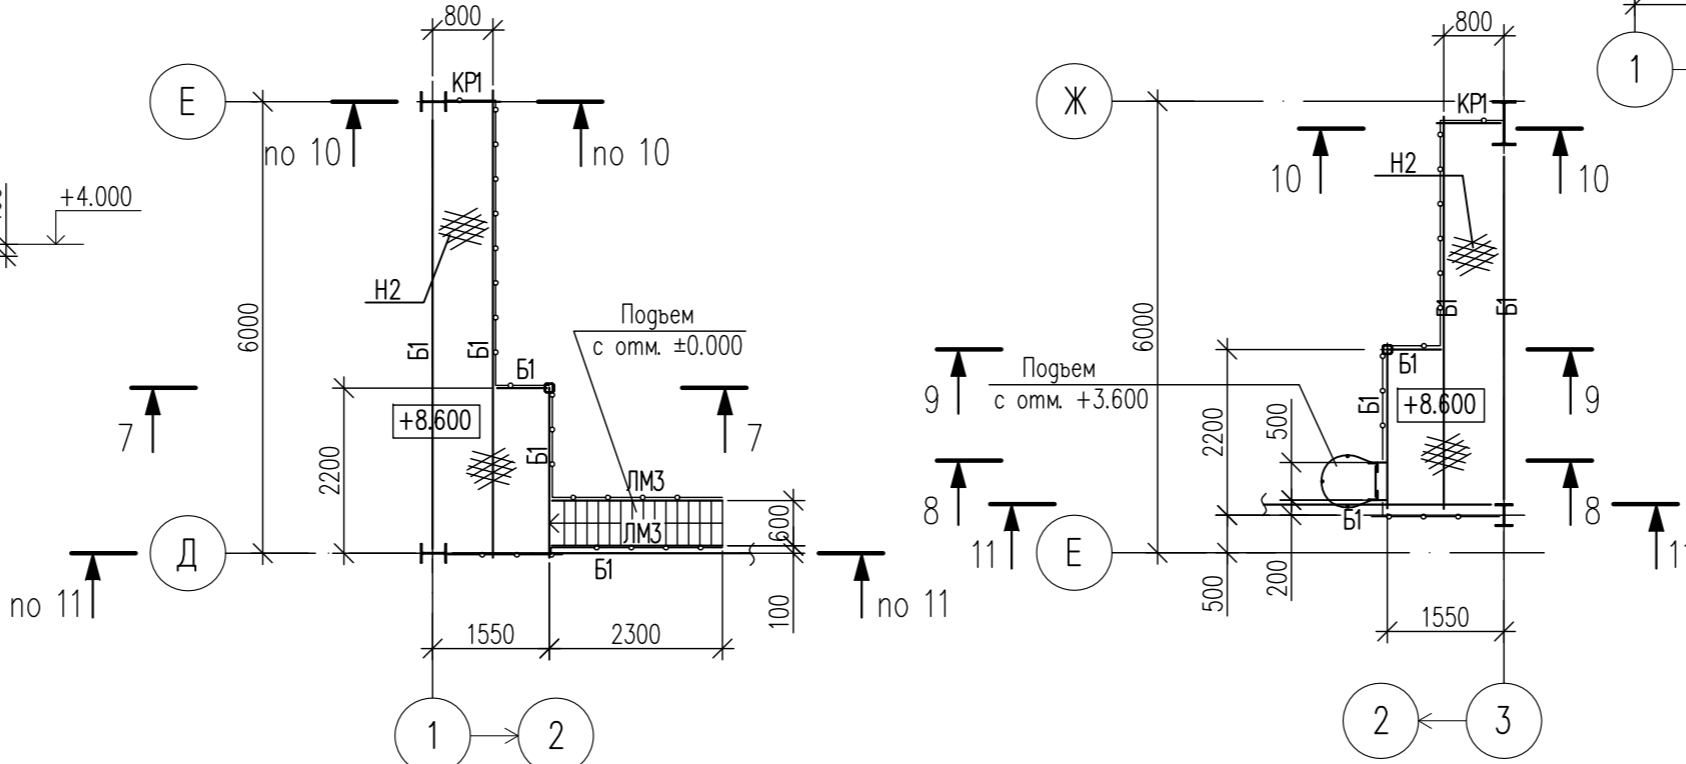 800
Е
КР1
по 10
по 10
+4.000
Н2
6000
Подъем
с отм. ±0.000
Б1
Б1
Б1
+8.600
7
7
Б1
2200
ЛМ3
ЛМ3
600
Д
Б1
по 11
по 11
100
1550
2300
1
2
800
1
Ж
КР1
10
10
Н2
6000
Б1
Б1
Подъем
с отм. +3.600
9
9
Б1
+8.600
Б1
500
2200
8
8
Б1
11
11
Е
500
200
1550
2
3